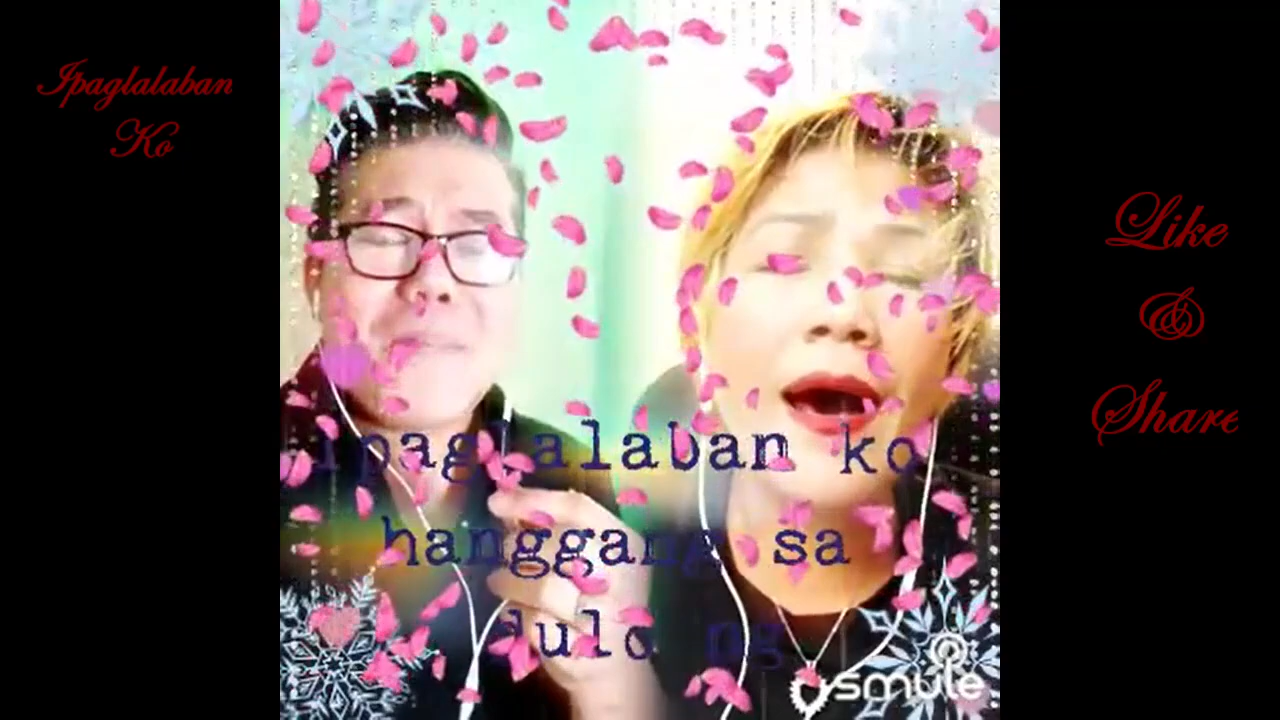 Ipaglalaban
Ko
Like
&
Share
ipaglalaban ko
hanggang sa
dulo ng
smule